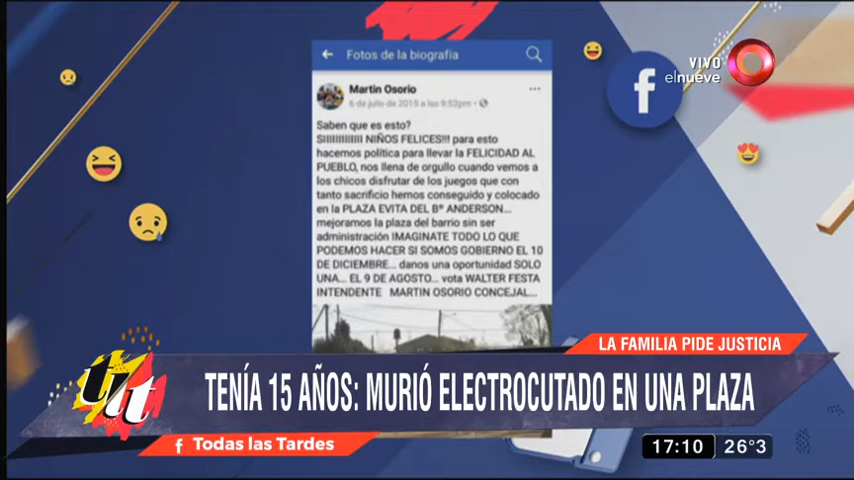 VIVO
elnueve
Fotos de la biografía
Martin Osorio
6 de julio de 2015 a las 9:52pm
Saben que es esto?
SIIIIIIIIIIIII NIÑOS FELICES!!! para esto
hacemos política para llevar la FELICIDAD AL
PUEBLO, nos llena de orgullo cuando vemos a
los chicos disfrutar de los juegos que con
tanto sacrificio hemos conseguido y colocado
en la PLAZA EVITA DEL Bº ANDERSON...
mejoramos la plaza del barrio sin ser
administración IMAGINATE TODO LO QUE
PODEMOS HACER SI SOMOS GOBIERNO EL 10
DE DICIEMBRE... danos una oportunidad SOLO
UNA... EL 9 DE AGOSTO... vota WALTER FESTA
INTENDENTE MARTIN OSORIO CONCEJAL...
LA FAMILIA PIDE JUSTICIA
tlt
TENÍA 15 AÑOS: MURIÓ ELECTROCUTADO EN UNA PLAZA
f Todas las Tardes
17:10 26°3